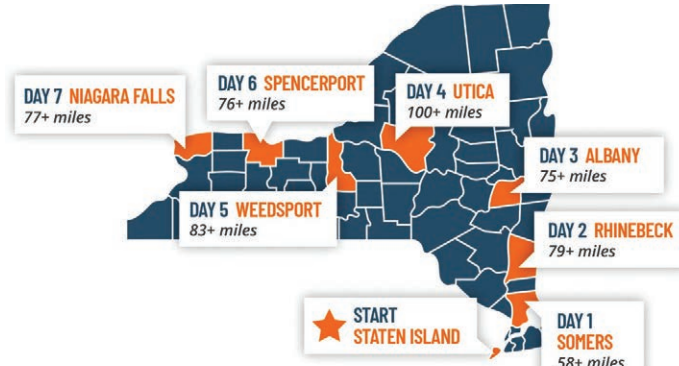 DAY 7 NIAGARA FALLS
77+ miles
DAY 6 SPENCERPORT
76+ miles
DAY 4 UTICA
100+ miles
DAY 3 ALBANY
75+ miles
DAY 5 WEEDSPORT
83+ miles
DAY 2 RHINEBECK
79+ miles
START
STATEN ISLAND
DAY 1
SOMERS
58+ miles